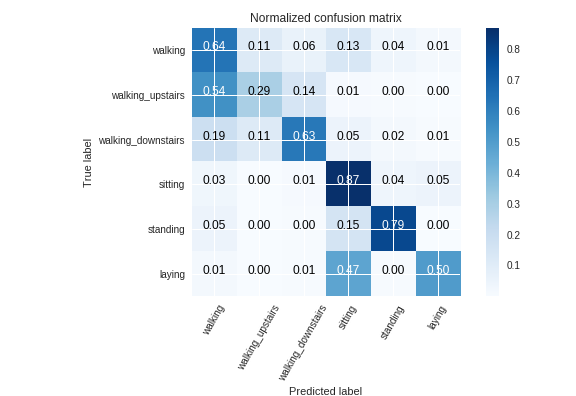 Normalized confusion matrix
True label
walking 0.64 0.11 0.06 0.13 0.04 0.01
walking_upstairs 0.54 0.29 0.14 0.01 0.00 0.00
walking_downstairs 0.19 0.11 0.63 0.05 0.02 0.01
sitting 0.03 0.00 0.01 0.87 0.04 0.05
standing 0.05 0.00 0.00 0.15 0.79 0.00
laying 0.01 0.00 0.01 0.47 0.00 0.50
walking walking_upstairs walking_downstairs sitting standing laying
Predicted label
0.8
0.7
0.6
0.5
0.4
0.3
0.2
0.1